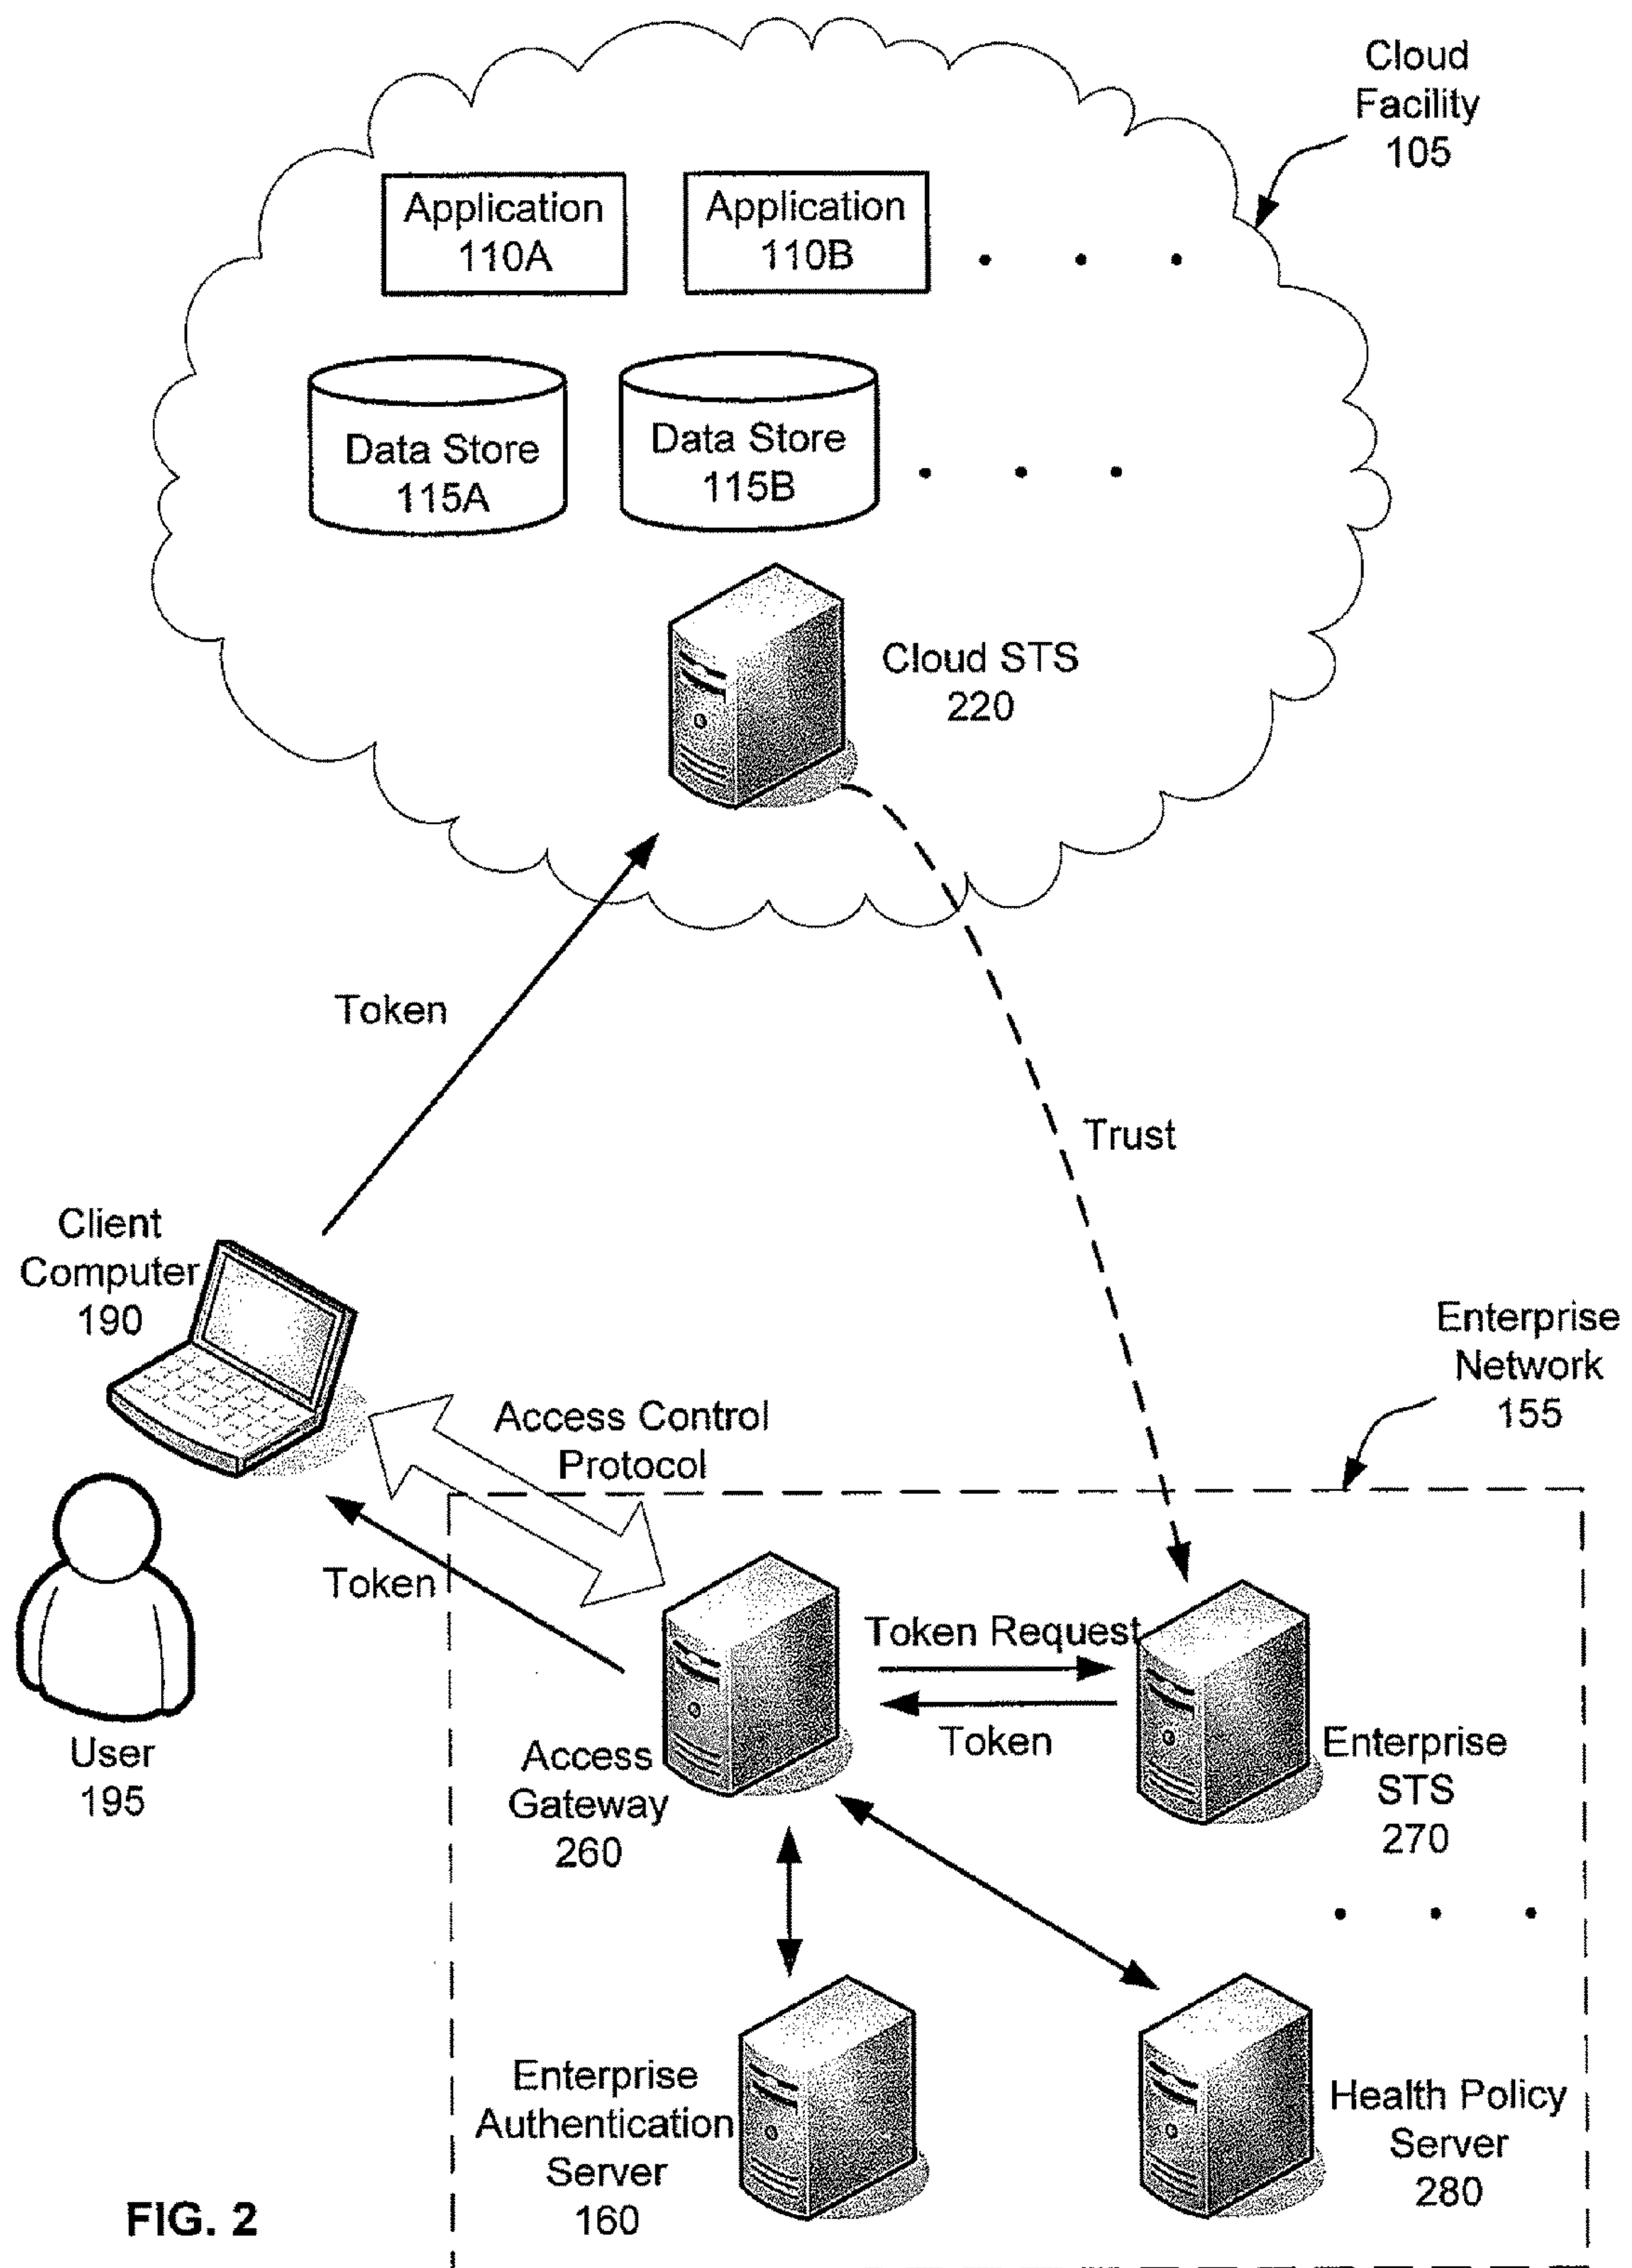 Cloud
Facility
105
Application
110A
Application
110B
Data Store
115A
Data Store
115B
Cloud STS
220
Token
Trust
Client
Computer
190
Enterprise
Network
155
Access Control
Protocol
Token
Token Request
Token
User
195
Access
Gateway
260
Enterprise
STS
270
Enterprise
Authentication
Server
160
Health Policy
Server
280
FIG. 2